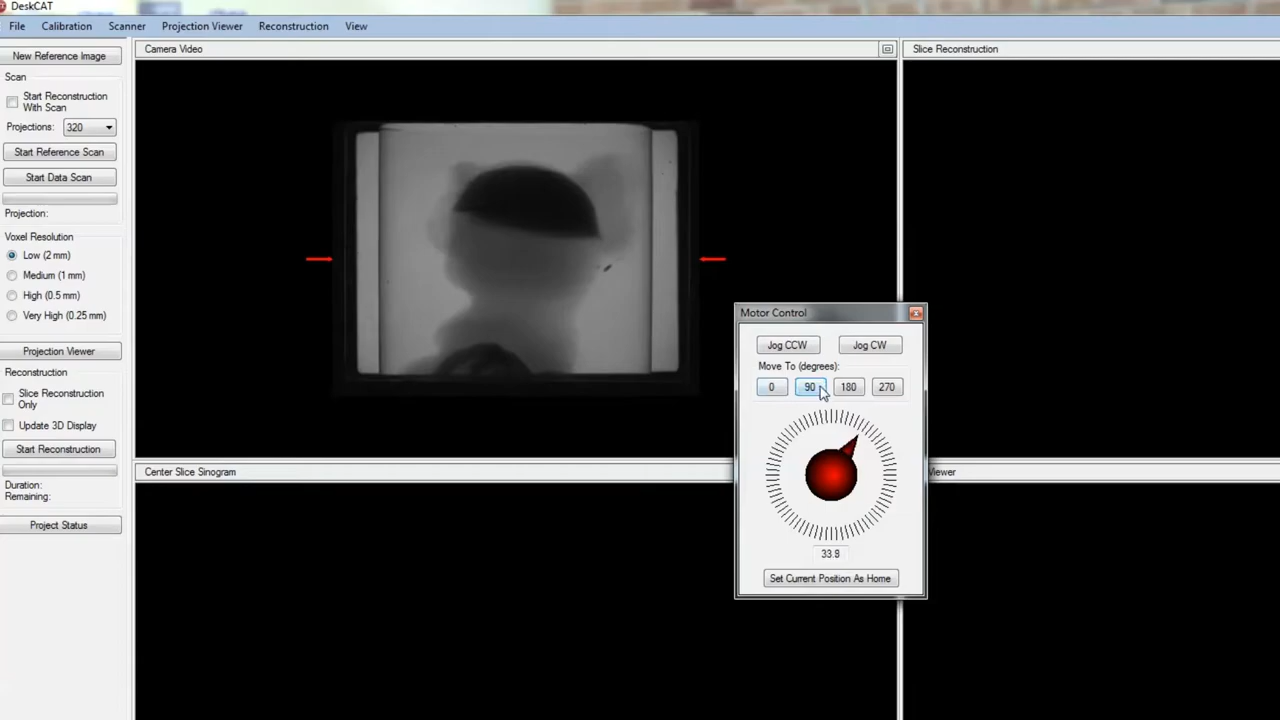 DeskCAT
File Calibration Scanner Projection Viewer Reconstruction View
New Reference Image
Scan
Start Reconstruction
With Scan
Projections: 320
Start Reference Scan
Start Data Scan
Projection:
Voxel Resolution
Low (2 mm)
Medium (1 mm)
High (0.5 mm)
Very High (0.25 mm)
Projection Viewer
Reconstruction
Slice Reconstruction
Only
Update 3D Display
Start Reconstruction
Duration:
Remaining:
Project Status
Camera Video
Slice Reconstruction
Center Slice Sinogram
Viewer
Motor Control
Jog CCW Jog CW
Move To (degrees):
0 90 180 270
33.8
Set Current Position As Home